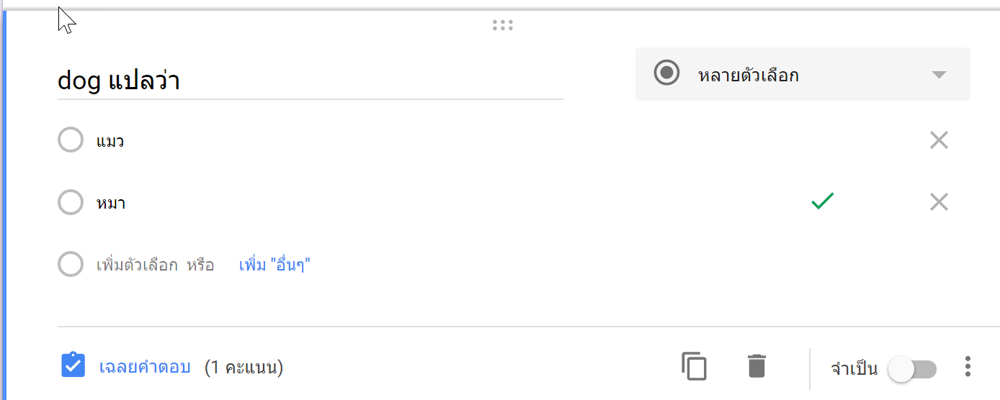 dog แปลว่า
หลายตัวเลือก
แมว
หมา
เพิ่มตัวเลือก หรือ เพิ่ม "อื่นๆ"
เฉลยคำตอบ (1 คะแนน) จำเป็น